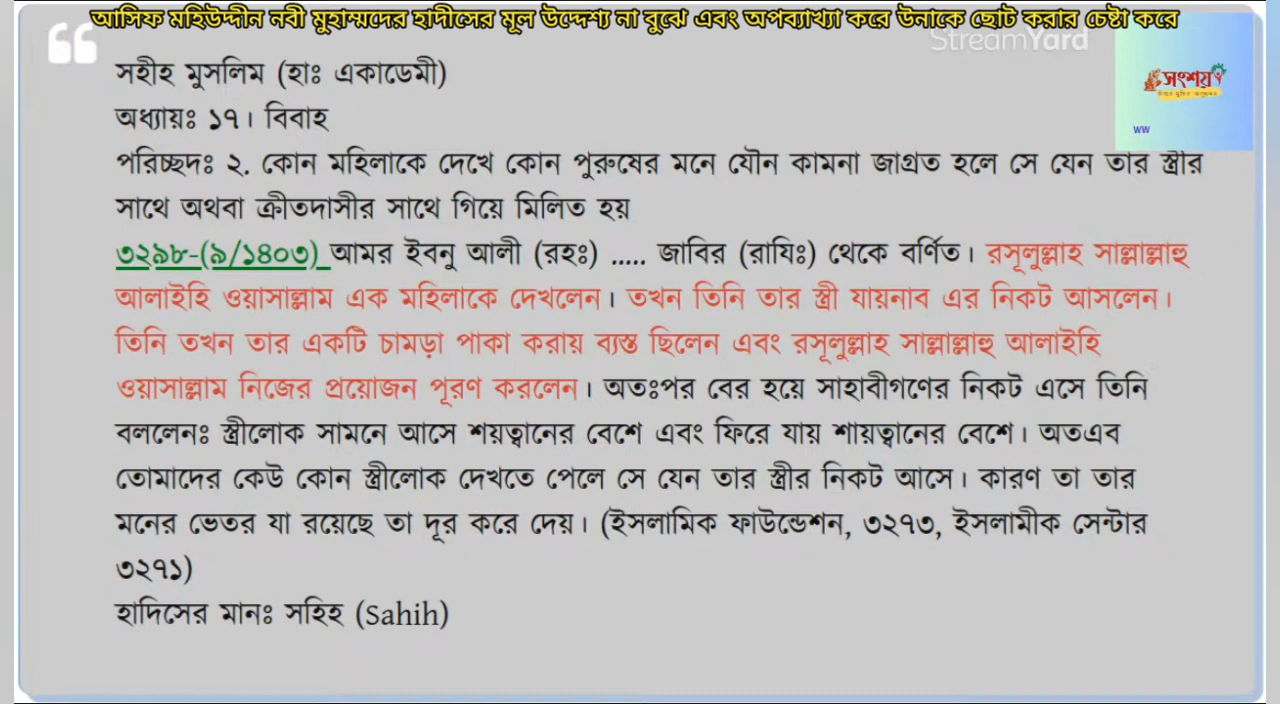 আসিফ মহিউদ্দীন নবী মুহাম্মদের হাদীসের মূল উদ্দেশ্য না বুঝে এবং অপব্যাখ্যা করে উনাকে ছোট করার চেষ্টা করে
StreamYard
সংশয়
ww
সহীহ মুসলিম (হাঃ একাডেমী)
অধ্যায়ঃ ১৭। বিবাহ
পরিচ্ছদঃ ২. কোন মহিলাকে দেখে কোন পুরুষের মনে যৌন কামনা জাগ্রত হলে সে যেন তার স্ত্রীর
সাথে অথবা ক্রীতদাসীর সাথে গিয়ে মিলিত হয়
৩২৯৮-(৯/১৪০৩) আমর ইবনু আলী (রহঃ) ..... জাবির (রাযিঃ) থেকে বর্ণিত। রসূলুল্লাহ সাল্লাল্লাহু
আলাইহি ওয়াসাল্লাম এক মহিলাকে দেখলেন। তখন তিনি তার স্ত্রী যায়নাব এর নিকট আসলেন।
তিনি তখন তার একটি চামড়া পাকা করায় ব্যস্ত ছিলেন এবং রসূলুল্লাহ সাল্লাল্লাহু আলাইহি
ওয়াসাল্লাম নিজের প্রয়োজন পূরণ করলেন। অতঃপর বের হয়ে সাহাবীগণের নিকট এসে তিনি
বললেনঃ স্ত্রীলোক সামনে আসে শয়ত্বানের বেশে এবং ফিরে যায় শায়ত্বানের বেশে। অতএব
তোমাদের কেউ কোন স্ত্রীলোক দেখতে পেলে সে যেন তার স্ত্রীর নিকট আসে। কারণ তা তার
মনের ভেতর যা রয়েছে তা দূর করে দেয়। (ইসলামিক ফাউন্ডেশন, ৩২৭৩, ইসলামীক সেন্টার
৩২৭১)
হাদিসের মানঃ সহিহ (Sahih)